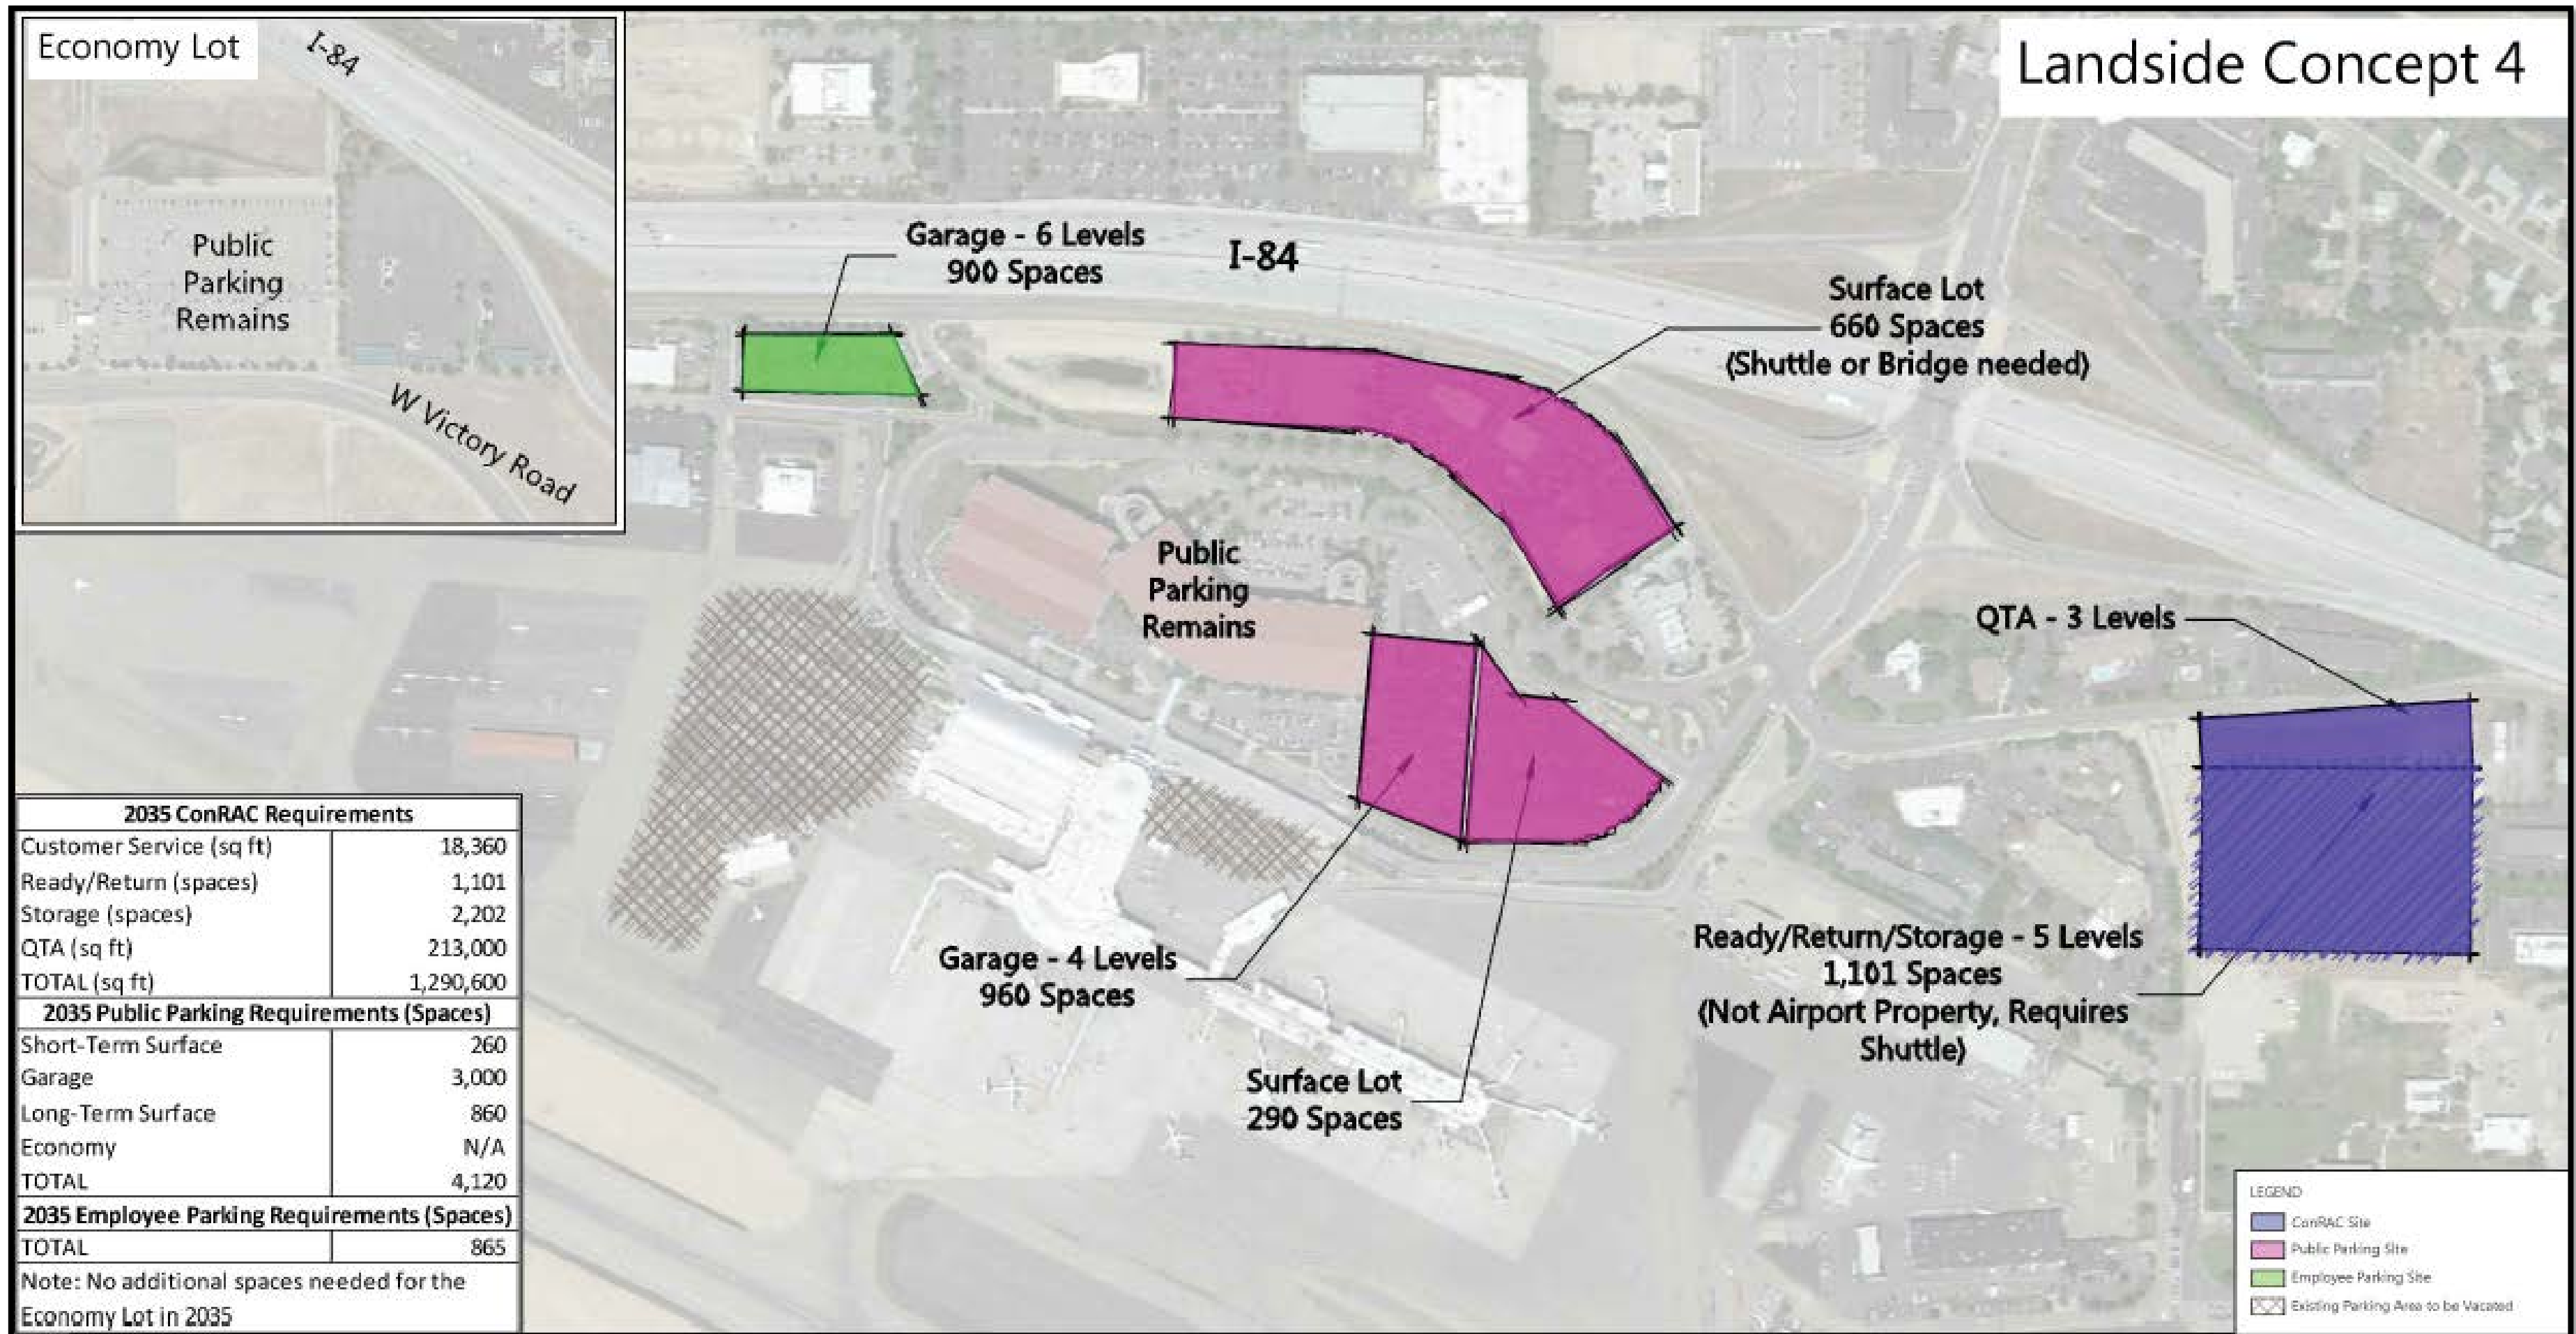 Economy Lot
I-84
Public
Parking
Remains
W Victory Road
Landside Concept 4
Garage - 6 Levels
900 Spaces
I-84
Surface Lot
660 Spaces
(Shuttle or Bridge needed)
Public
Parking
Remains
QTA - 3 Levels
Garage - 4 Levels
960 Spaces
Surface Lot
290 Spaces
Ready/Return/Storage - 5 Levels
1,101 Spaces
(Not Airport Property, Requires
Shuttle)
2035 ConRAC Requirements
Customer Service (sq ft) 18,360
Ready/Return (spaces) 1,101
Storage (spaces) 2,202
QTA (sq ft) 213,000
TOTAL (sq ft) 1,290,600
2035 Public Parking Requirements (Spaces)
Short-Term Surface 260
Garage 3,000
Long-Term Surface 860
Economy N/A
TOTAL 4,120
2035 Employee Parking Requirements (Spaces)
TOTAL 865
Note: No additional spaces needed for the
Economy Lot in 2035
LEGEND
ConRAC Site
Public Parking Site
Employee Parking Site
Existing Parking Area to be Vacated